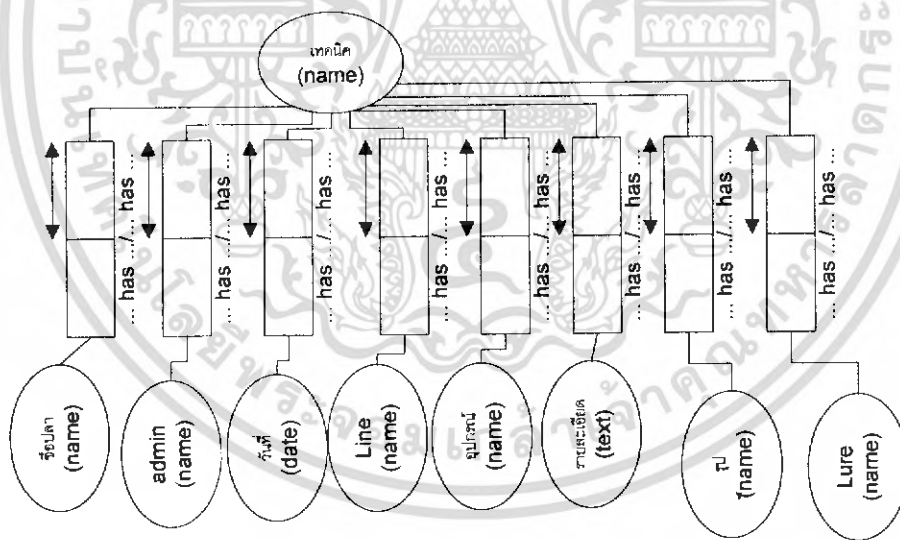 เทคนิค
(name)
... has .../... has ...
... has .../... has ...
... has .../... has ...
... has .../... has ...
... has .../... has ...
... has .../... has ...
... has .../... has ...
... has .../... has ...
ชื่อปลา
(name)
admin
(name)
วันที่
(date)
Line
(name)
อุปกรณ์
(name)
รายละเอียด
(text)
รูป
(name)
Lure
(name)